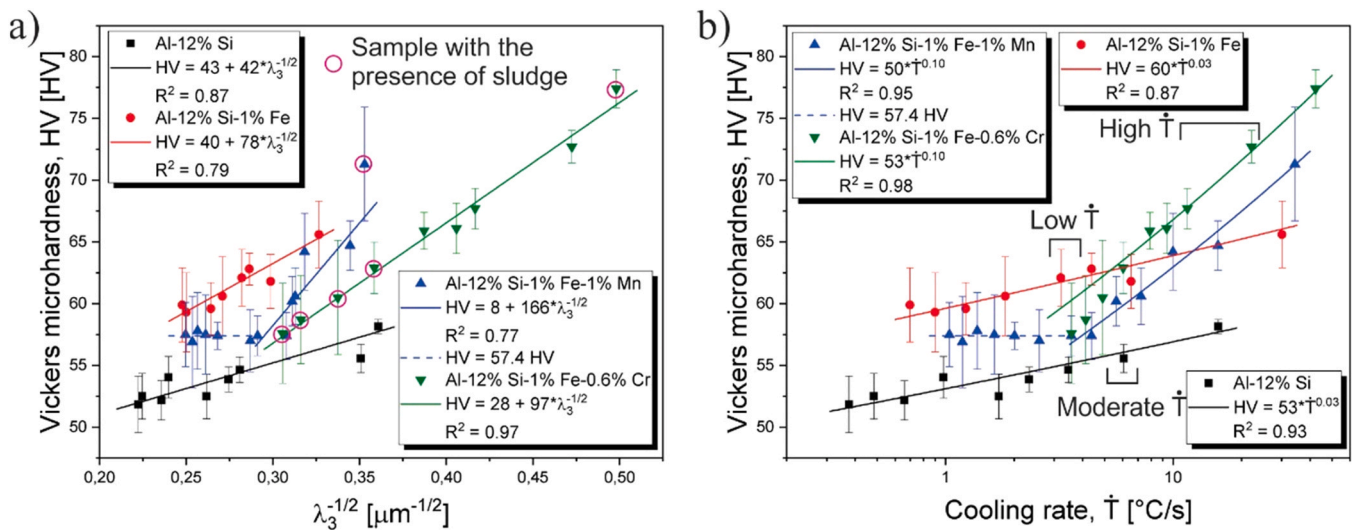 a)
Vickers microhardness, HV [HV]
80
75
70
65
60
55
50
Al-12% Si
HV = 43 + 42*λ₃⁻¹/²
R² = 0.87
Al-12% Si-1% Fe
HV = 40 + 78*λ₃⁻¹/²
R² = 0.79
Sample with the
presence of sludge
Al-12% Si-1% Fe-1% Mn
HV = 8 + 166*λ₃⁻¹/²
R² = 0.77
HV = 57.4 HV
Al-12% Si-1% Fe-0.6% Cr
HV = 28 + 97*λ₃⁻¹/²
R² = 0.97
0,20 0,25 0,30 0,35 0,40 0,45 0,50
λ₃⁻¹/² [μm⁻¹/²]
b)
Vickers microhardness, HV [HV]
80
75
70
65
60
55
50
Al-12% Si-1% Fe-1% Mn
HV = 50*Ṫ⁰·¹⁰
R² = 0.95
HV = 57.4 HV
Al-12% Si-1% Fe-0.6% Cr
HV = 53*Ṫ⁰·¹⁰
R² = 0.98
Al-12% Si-1% Fe
HV = 60*Ṫ⁰·⁰³
R² = 0.87
High Ṫ
Low Ṫ
Moderate Ṫ
Al-12% Si
HV = 53*Ṫ⁰·⁰³
R² = 0.93
1 10
Cooling rate, Ṫ [°C/s]